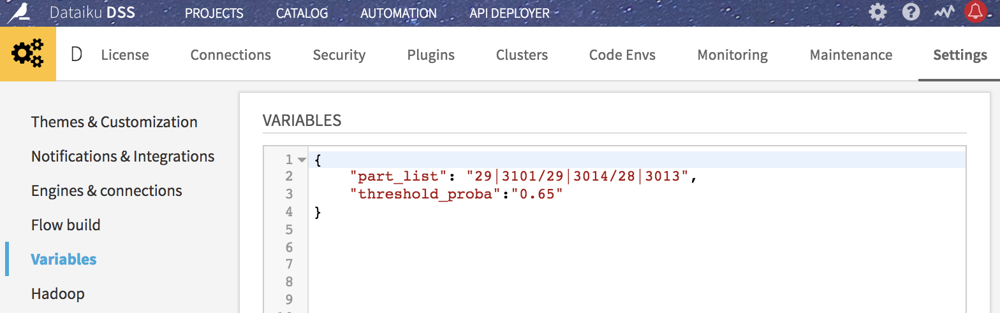 Dataiku DSS PROJECTS CATALOG AUTOMATION API DEPLOYER
D License Connections Security Plugins Clusters Code Envs Monitoring Maintenance Settings
Themes & Customization
Notifications & Integrations
Engines & connections
Flow build
Variables
Hadoop
VARIABLES
1 {
2 "part_list": "29|3101/29|3014/28|3013",
3 "threshold_proba":"0.65"
4 }
5
6
7
8
9